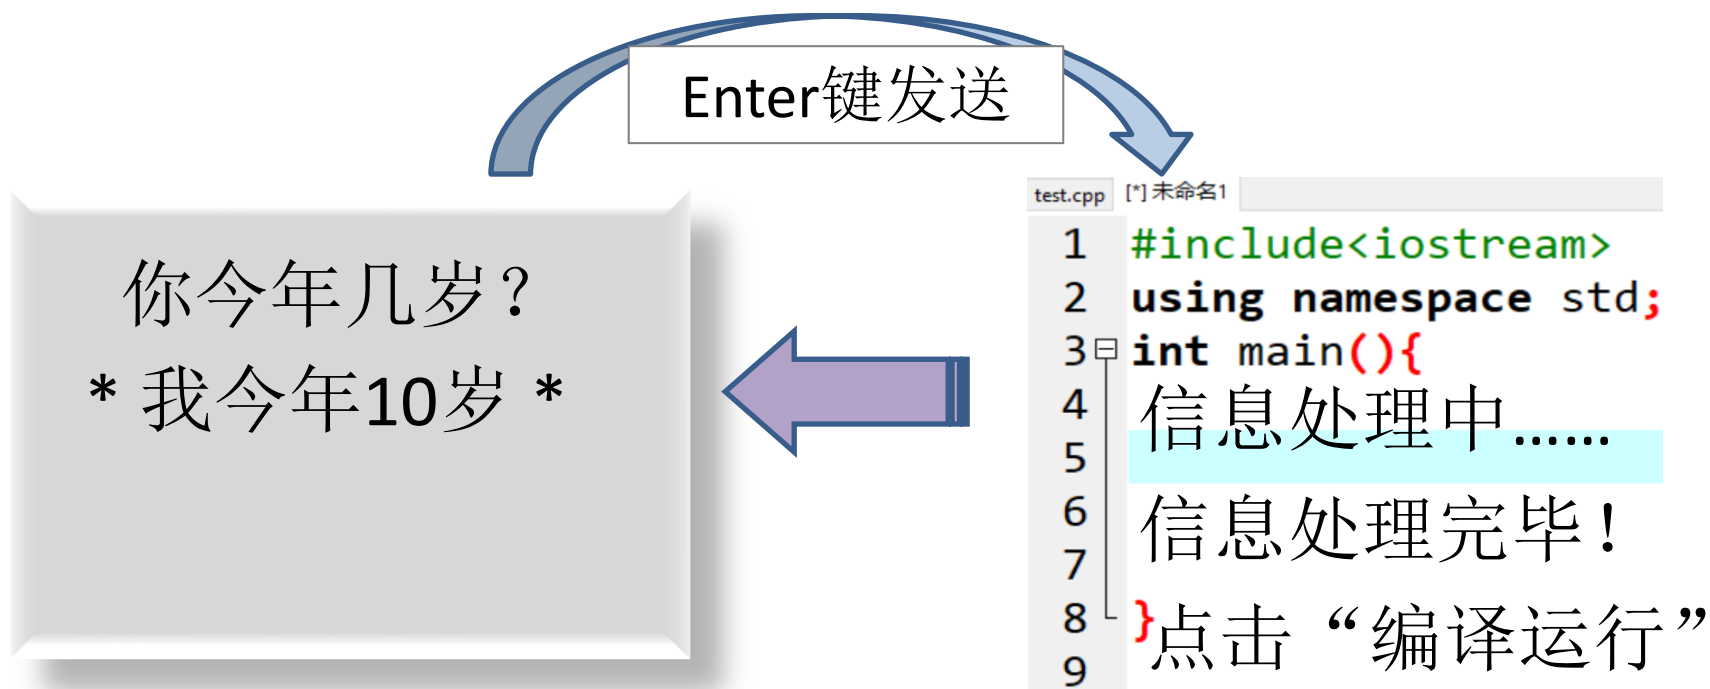 Enter键发送
你今年几岁？
* 我今年10岁 *
test.cpp [*] 未命名1
1 #include<iostream>
2 using namespace std;
3 int main(){
4 信息处理中……
5
6 信息处理完毕！
7
8 }点击“编译运行”
9